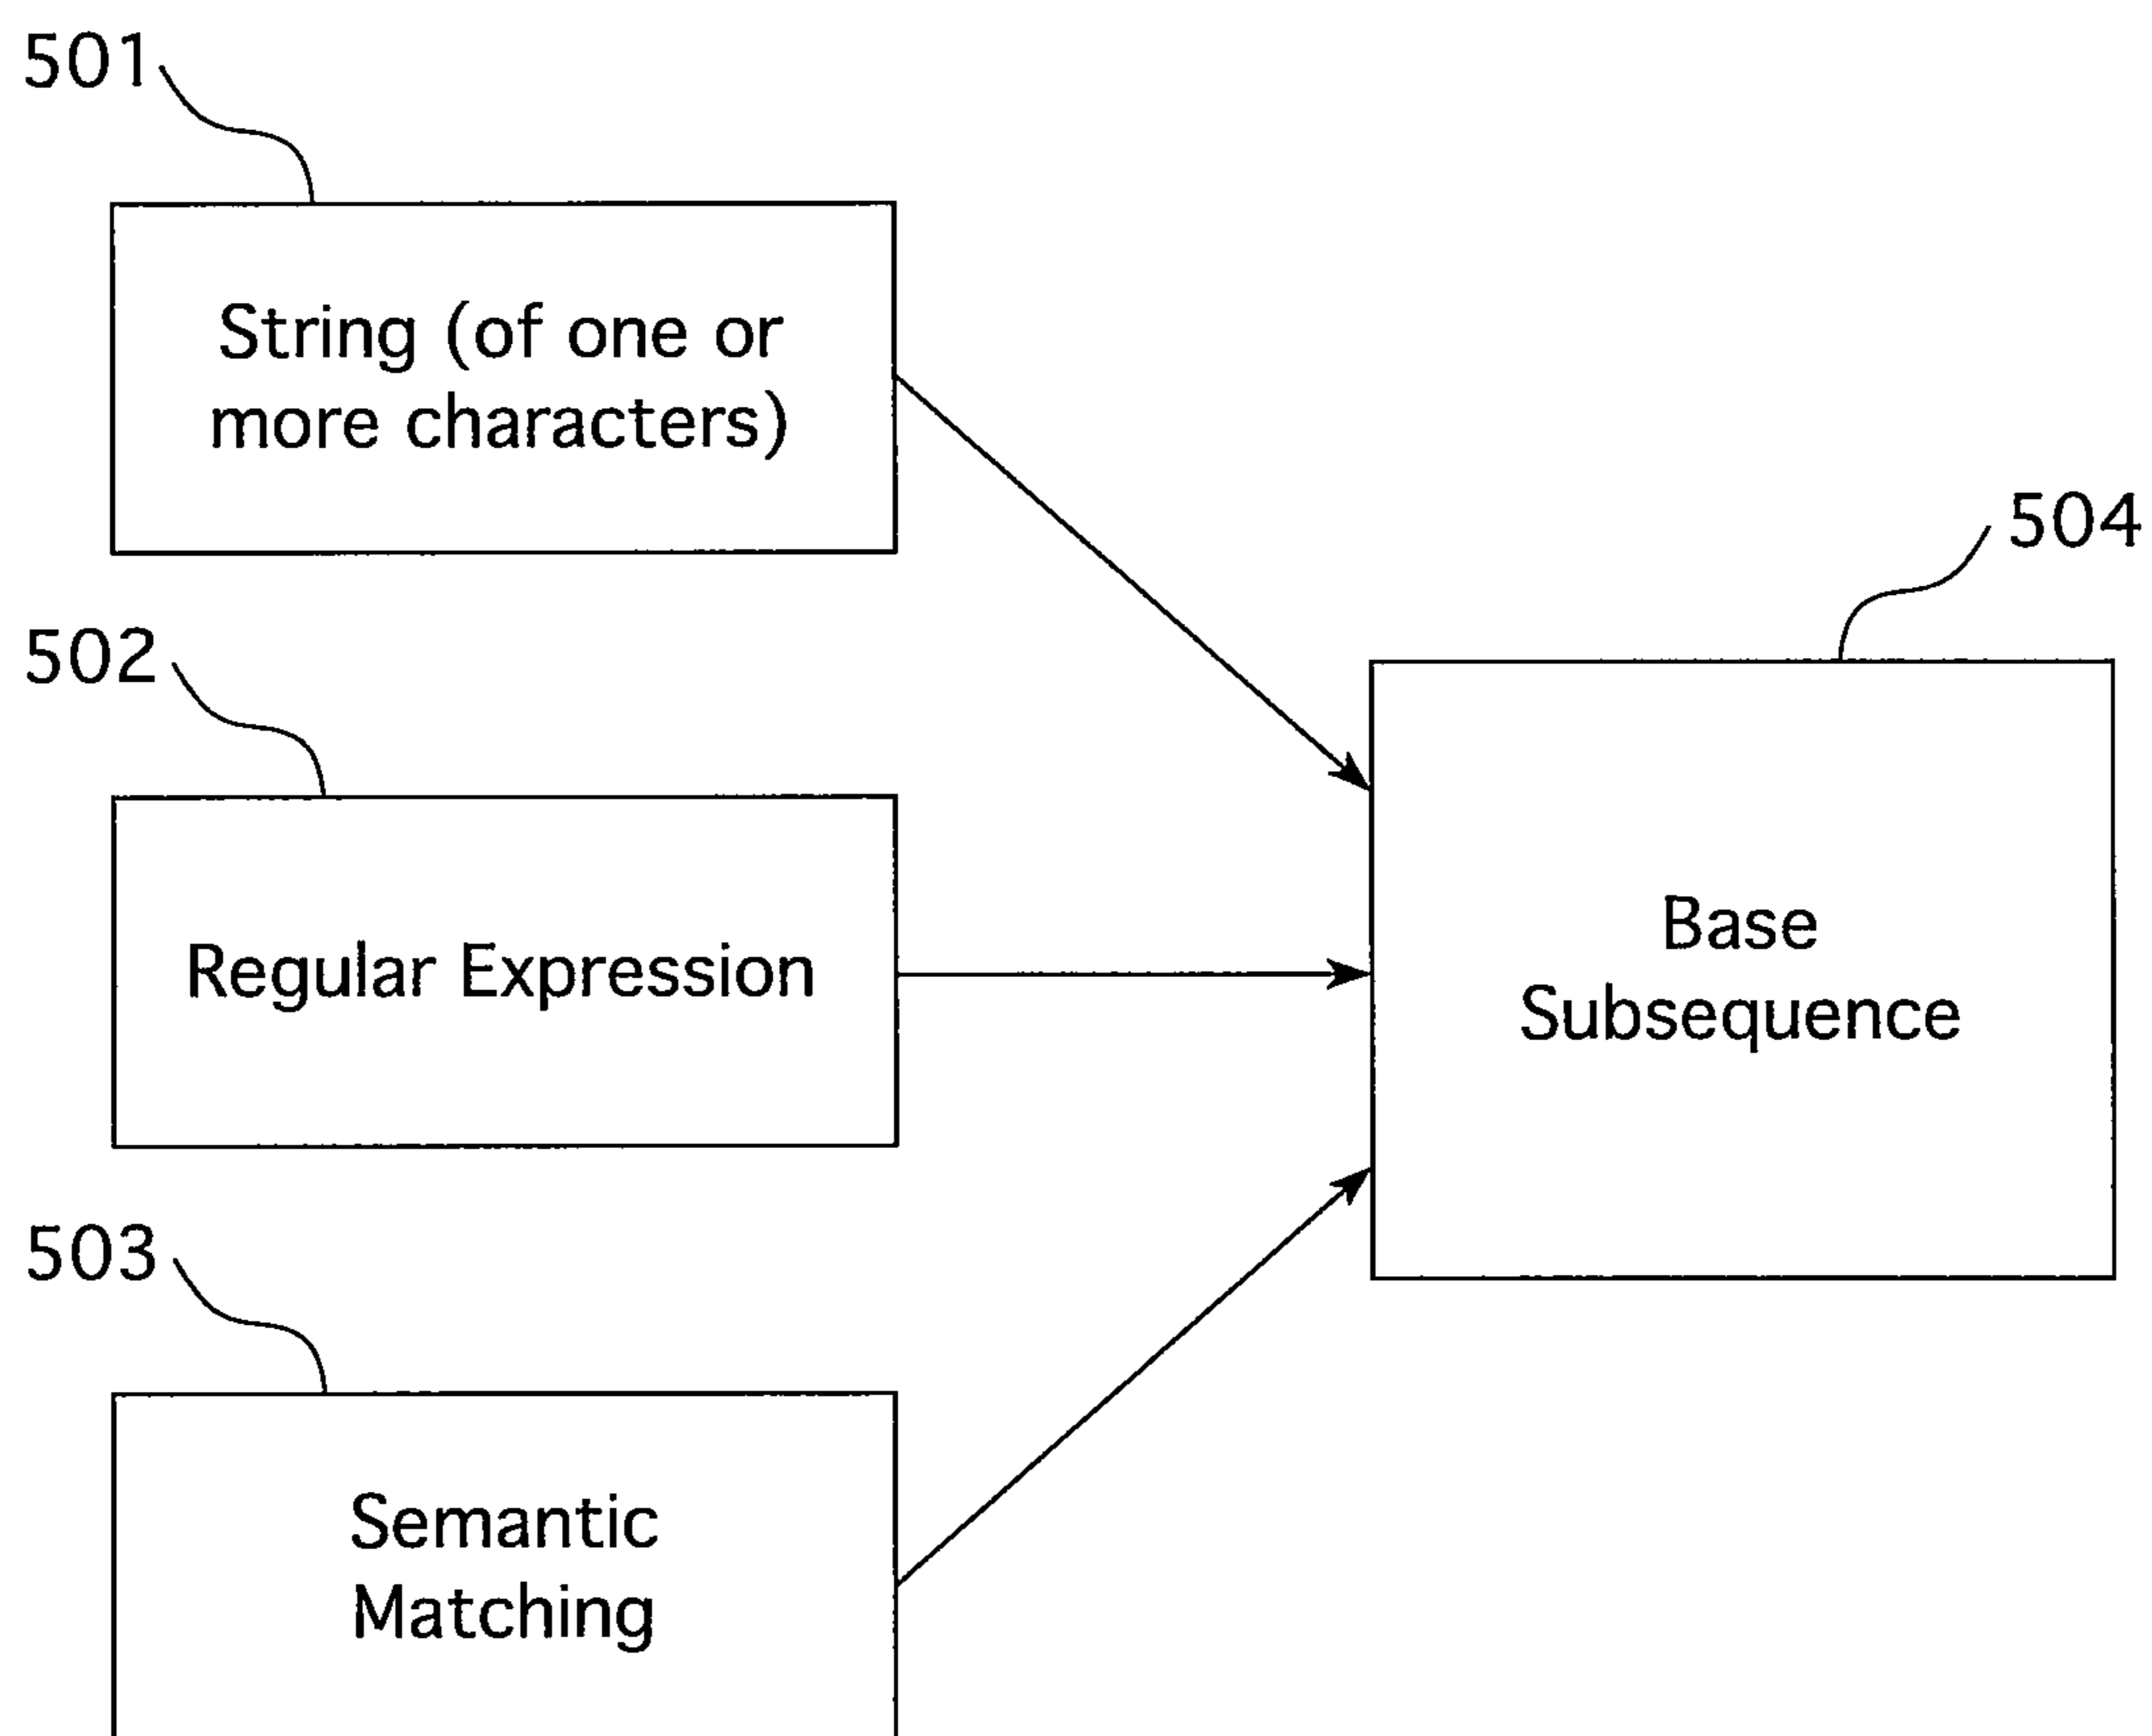 501
String (of one or
more characters)
504
502
Regular Expression
Base
Subsequence
503
Semantic
Matching